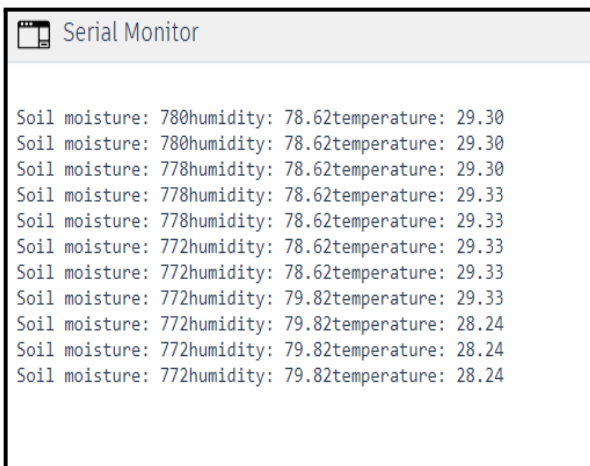 Serial Monitor
Soil moisture: 780humidity: 78.62temperature: 29.30
Soil moisture: 780humidity: 78.62temperature: 29.30
Soil moisture: 778humidity: 78.62temperature: 29.30
Soil moisture: 778humidity: 78.62temperature: 29.33
Soil moisture: 778humidity: 78.62temperature: 29.33
Soil moisture: 772humidity: 78.62temperature: 29.33
Soil moisture: 772humidity: 78.62temperature: 29.33
Soil moisture: 772humidity: 79.82temperature: 29.33
Soil moisture: 772humidity: 79.82temperature: 28.24
Soil moisture: 772humidity: 79.82temperature: 28.24
Soil moisture: 772humidity: 79.82temperature: 28.24